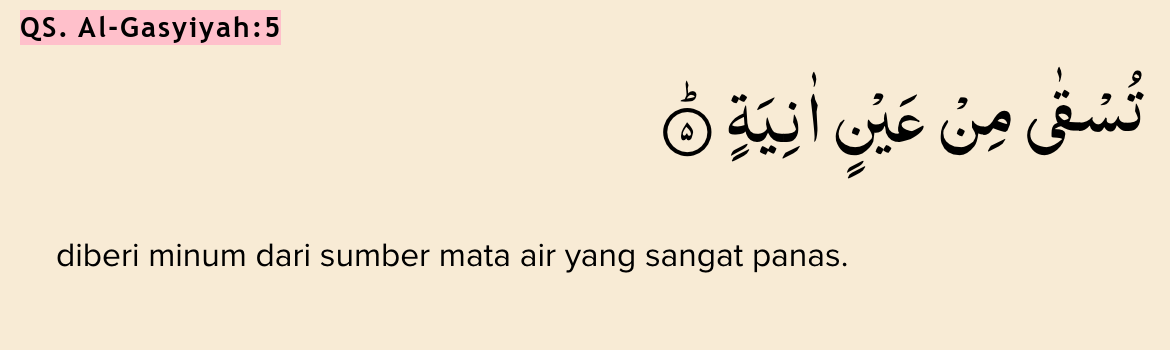 QS. Al-Gasyiyah:5
تُسْقٰى مِنْ عَيْنٍ اٰنِيَةٍ ۗ ۝٥
diberi minum dari sumber mata air yang sangat panas.